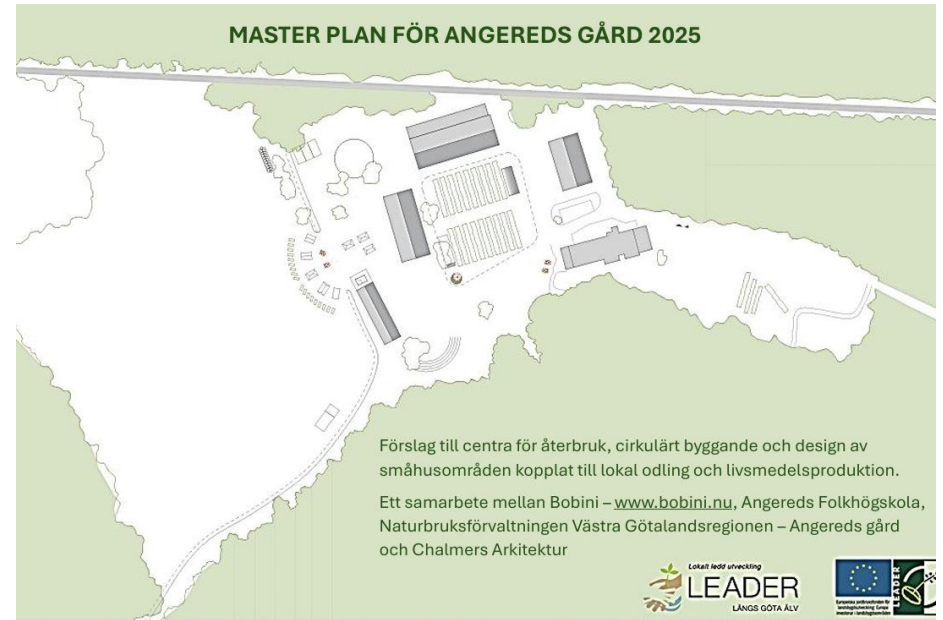 MASTER PLAN FÖR ANGEREDS GÅRD 2025
Förslag till centra för återbruk, cirkulärt byggande och design av
småhusområden kopplat till lokal odling och livsmedelsproduktion.
Ett samarbete mellan Bobini – www.bobini.nu, Angereds Folkhögskola,
Naturbruksförvaltningen Västra Götalandsregionen – Angereds gård
och Chalmers Arkitektur
Lokalt ledd utveckling
LEADER
LÄNGS GÖTA ÄLV
LEADER